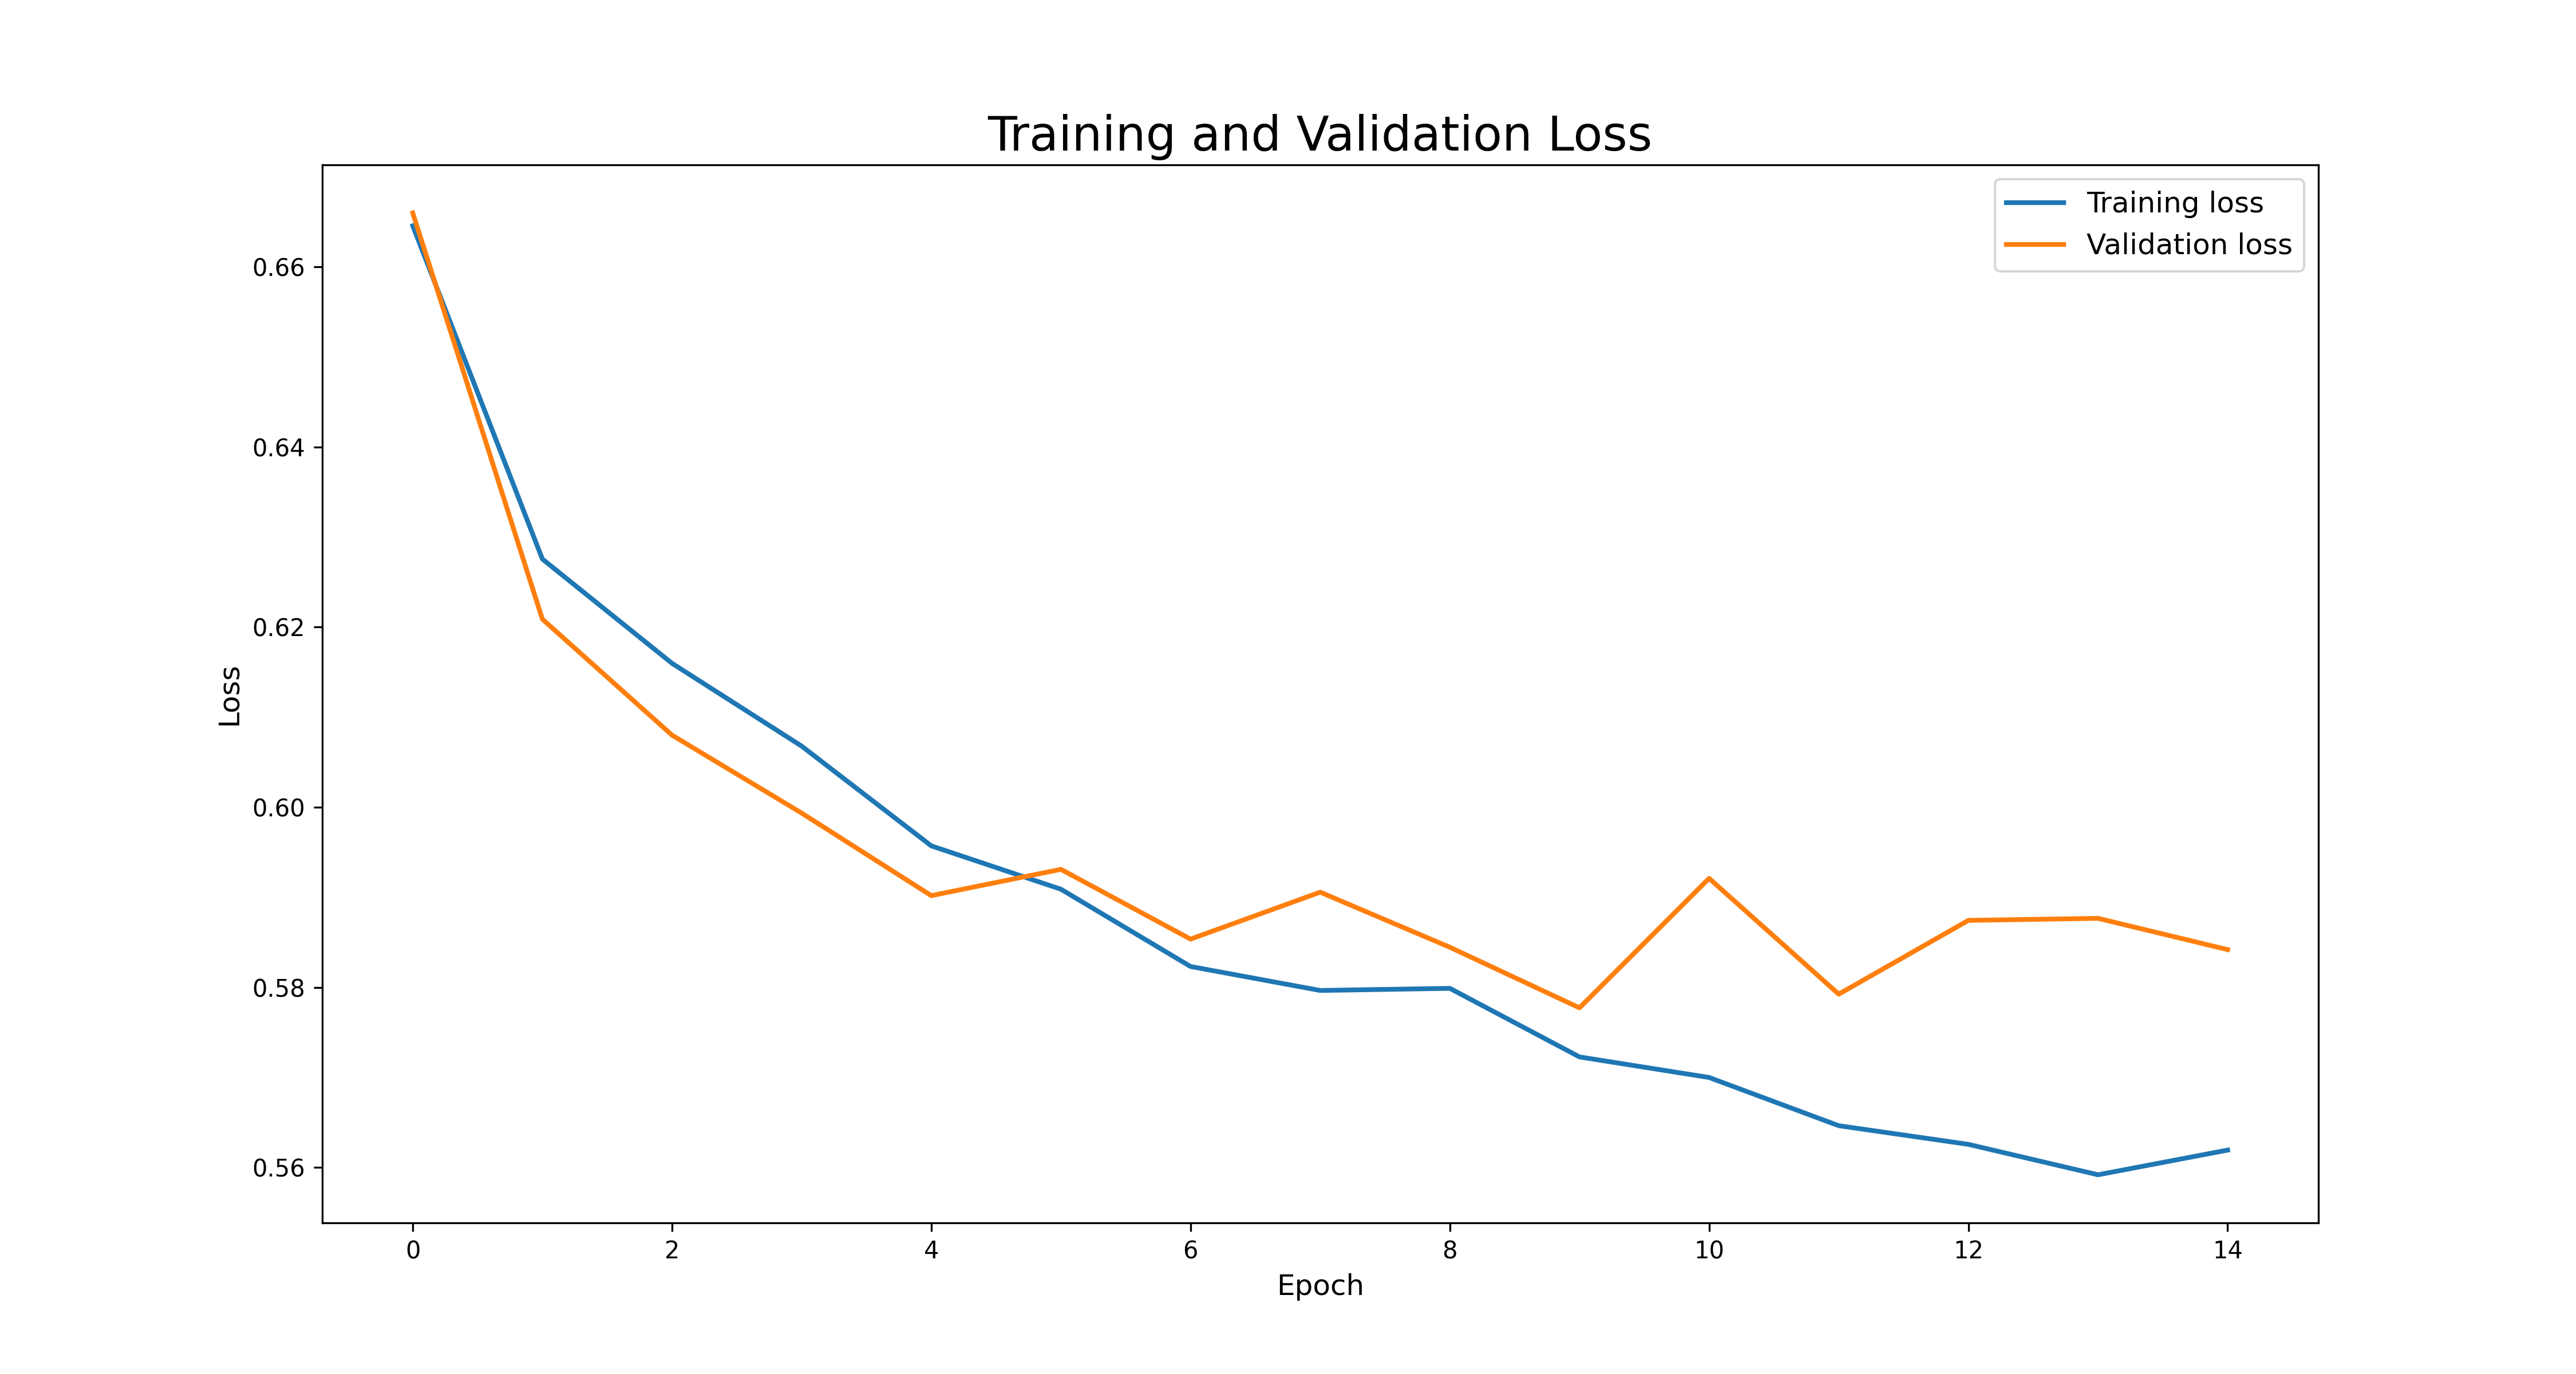 Training and Validation Loss
Training loss
Validation loss
0.66
0.64
0.62
0.60
0.58
0.56
Loss
0 2 4 6 8 10 12 14
Epoch